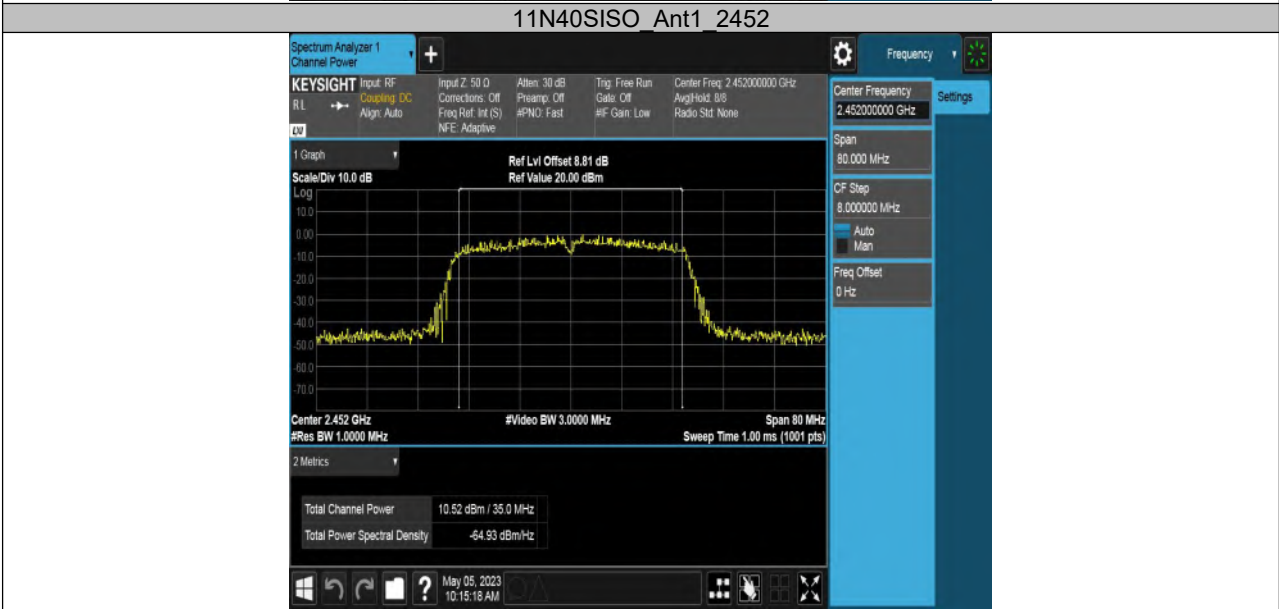 11N40SISO_Ant1_2452
Spectrum Analyzer 1
Channel Power
+
Frequency
KEYSIGHT
RL
Input: RF
Coupling: DC
Align: Auto
Input Z: 50 Ω
Corrections: Off
Freq Ref: Int (S)
NFE: Adaptive
Atten: 30 dB
Preamp: Off
#PNO: Fast
Trig: Free Run
Gate: Off
#IF Gain: Low
Center Freq: 2.452000000 GHz
Avg|Hold: 8/8
Radio Std: None
Center Frequency
2.452000000 GHz
Settings
Span
80.000 MHz
CF Step
8.000000 MHz
Auto
Man
Freq Offset
0 Hz
1 Graph
Scale/Div 10.0 dB
Ref Lvl Offset 8.81 dB
Ref Value 20.00 dBm
Log
10.0
0.00
-10.0
-20.0
-30.0
-40.0
-50.0
-60.0
-70.0
Center 2.452 GHz
#Video BW 3.0000 MHz
Span 80 MHz
#Res BW 1.0000 MHz
Sweep Time 1.00 ms (1001 pts)
2 Metrics
Total Channel Power 10.52 dBm / 35.0 MHz
Total Power Spectral Density -64.93 dBm/Hz
?
May 05, 2023
10:15:18 AM